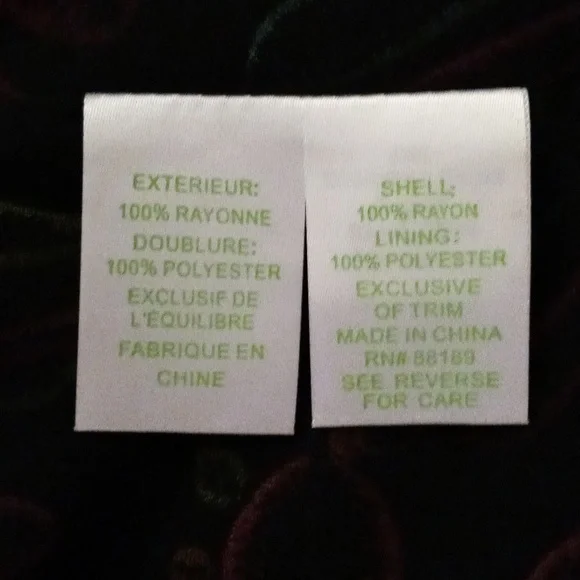 EXTERIEUR:
100% RAYONNE
DOUBLURE:
100% POLYESTER
EXCLUSIF DE
L'ÉQUILIBRE
FABRIQUE EN
CHINE
SHELL:
100% RAYON
LINING:
100% POLYESTER
EXCLUSIVE
OF TRIM
MADE IN CHINA
RN# 88189
SEE REVERSE
FOR CARE